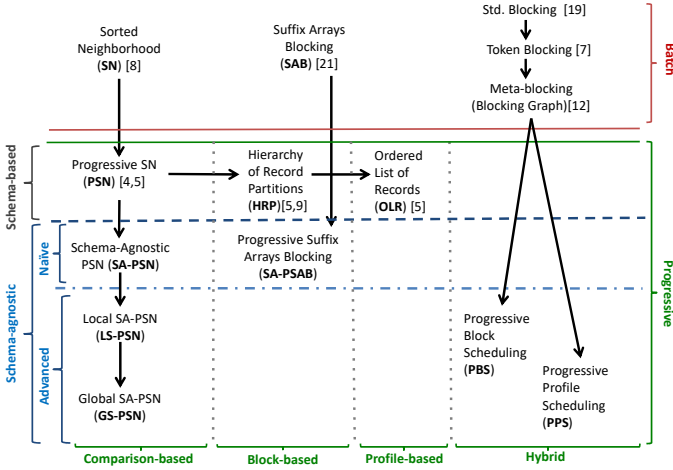 Std. Blocking [19]
Sorted
Neighborhood
(SN) [8]
Suffix Arrays
Blocking
(SAB) [21]
Token Blocking [7]
Meta-blocking
(Blocking Graph)[12]
Batch
Schema-based
Progressive SN
(PSN) [4,5]
Hierarchy
of Record
Partitions
(HRP)[5,9]
Ordered
List of
Records
(OLR) [5]
Schema-agnostic
Naïve
Schema-Agnostic
PSN (SA-PSN)
Progressive Suffix
Arrays Blocking
(SA-PSAB)
Progressive
Advanced
Local SA-PSN
(LS-PSN)
Global SA-PSN
(GS-PSN)
Progressive
Block
Scheduling
(PBS)
Progressive
Profile
Scheduling
(PPS)
Comparison-based
Block-based
Profile-based
Hybrid